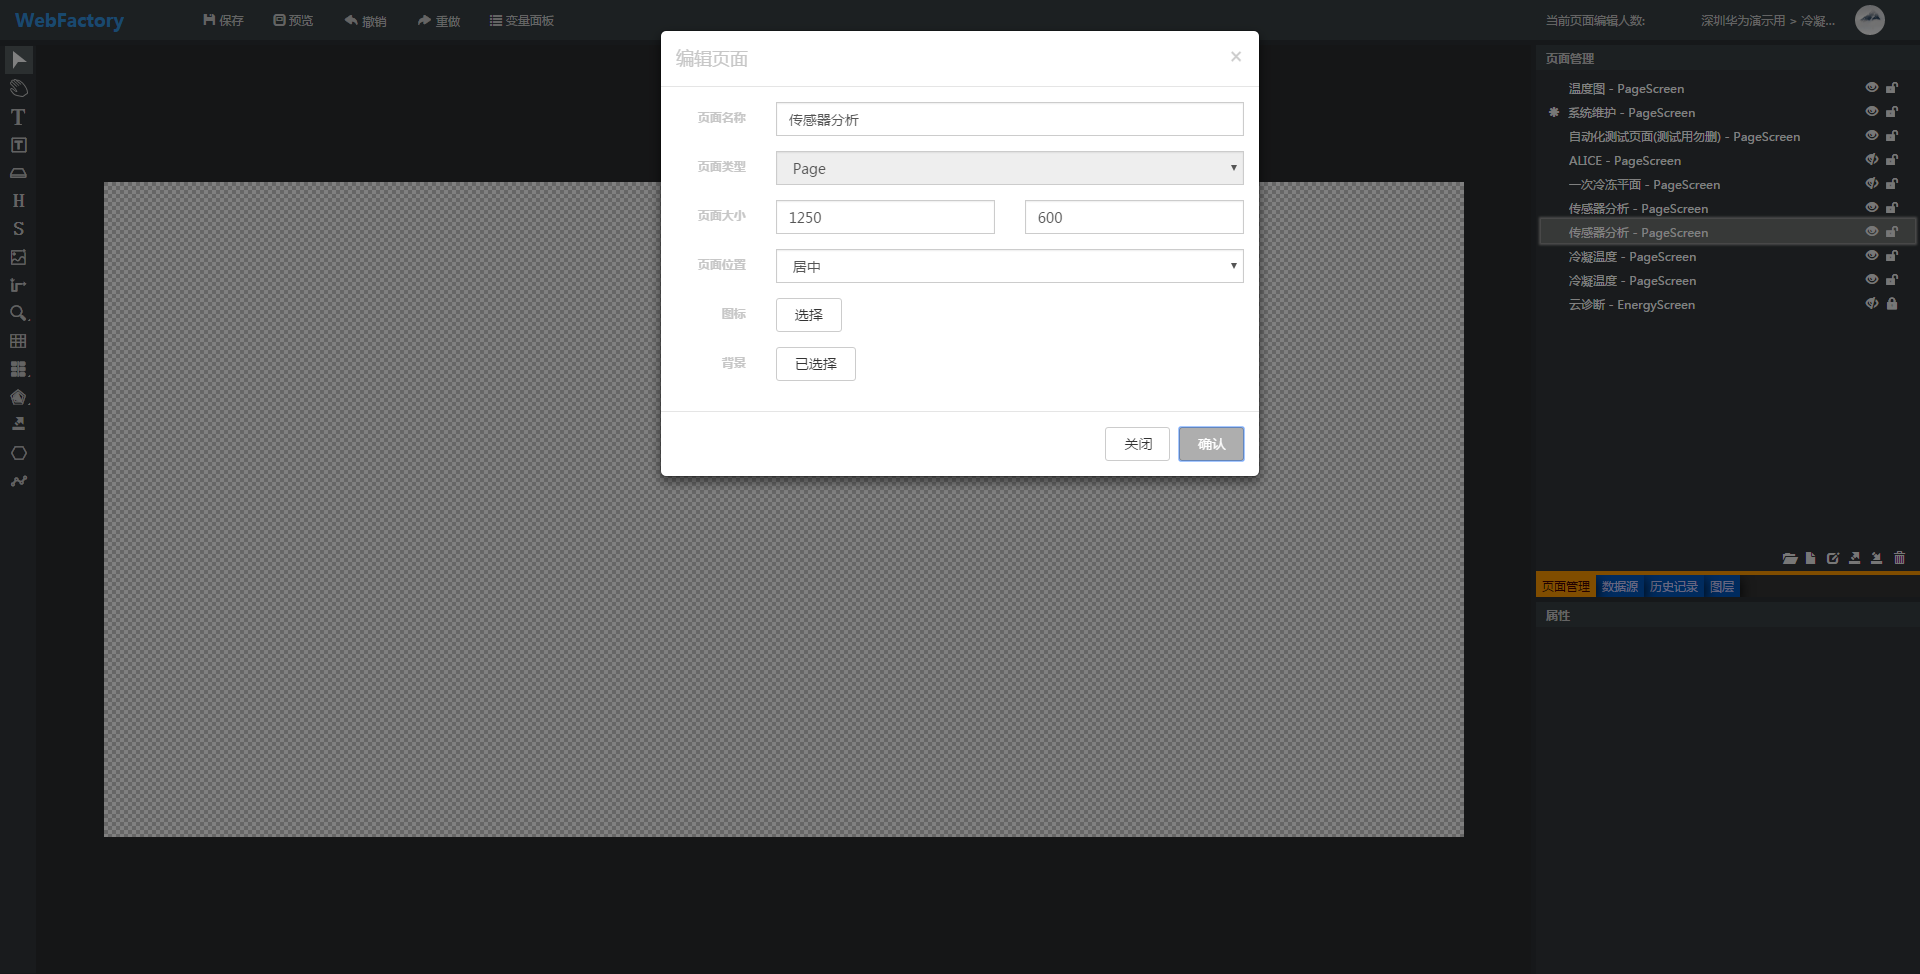 WebFactory
保存
预览
撤销
重做
变量面板
当前页面编辑人数:
深圳华为演示用 > 冷凝...
编辑页面
×
页面名称
传感器分析
页面类型
Page
页面大小
1250
600
页面位置
居中
图标
选择
背景
已选择
关闭
确认
T
T
H
S
页面管理
温度图 - PageScreen
系统维护 - PageScreen
自动化测试页面(测试用勿删) - PageScreen
ALICE - PageScreen
一次冷冻平面 - PageScreen
传感器分析 - PageScreen
传感器分析 - PageScreen
冷凝温度 - PageScreen
冷凝温度 - PageScreen
云诊断 - EnergyScreen
页面管理
数据源
历史记录
图层
属性